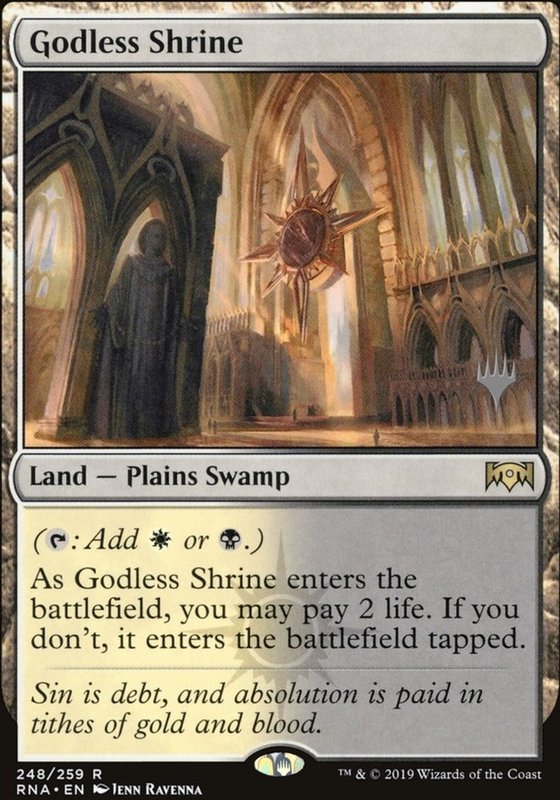 Godless Shrine
Land — Plains Swamp
(: Add or .)
As Godless Shrine enters the
battlefield, you may pay 2 life. If you
don't, it enters the battlefield tapped.
Sin is debt, and absolution is paid in
tithes of gold and blood.
248/259 R
RNA • EN Jenn Ravenna
™ & © 2019 Wizards of the Coast